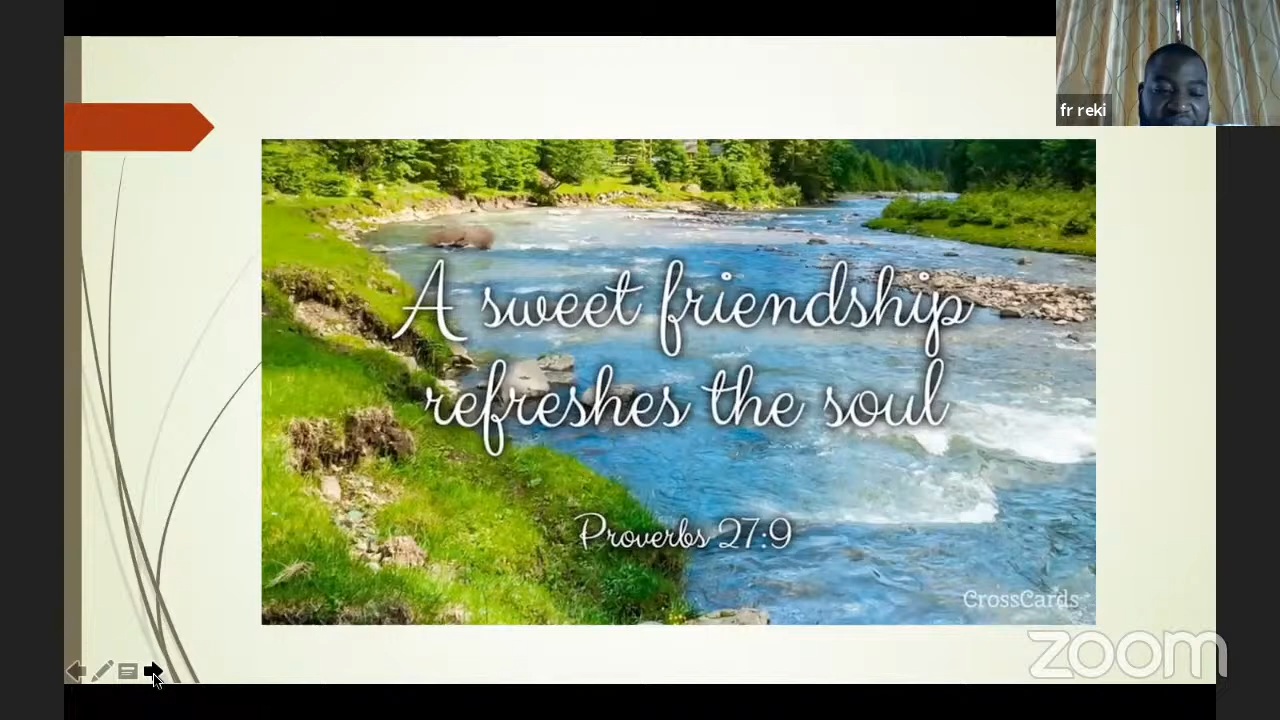 fr reki
A sweet friendship
refreshes the soul
Proverbs 27:9
CrossCards
zoom